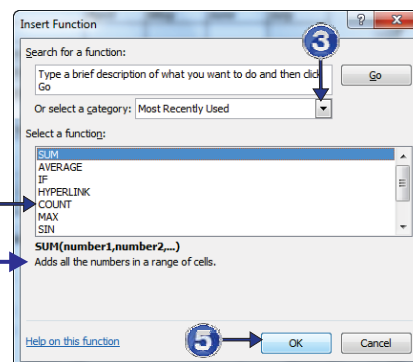 Insert Function
?
X
3
Search for a function:
Type a brief description of what you want to do and then click
Go
Go
Or select a category: Most Recently Used
Select a function:
SUM
AVERAGE
IF
HYPERLINK
COUNT
MAX
SIN
SUM(number1,number2,...)
Adds all the numbers in a range of cells.
Help on this function
5
OK
Cancel